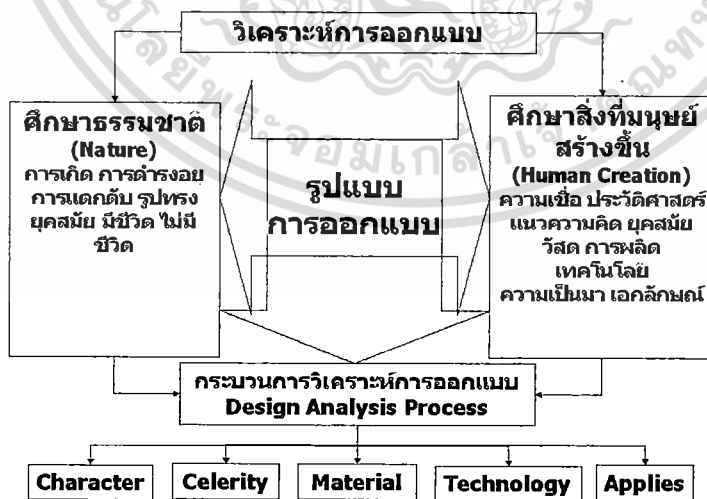 วิเคราะห์การออกแบบ
ศึกษาธรรมชาติ
(Nature)
การเกิด การดำรงอย
การแตกดับ รูปทรง
ยุคสมัย มีชีวิต ไม่มี
ชีวิต
รูปแบบ
การออกแบบ
ศึกษาสิ่งที่มนุษย์
สร้างขึ้น
(Human Creation)
ความเชื่อ ประวัติศาสตร์
แนวความคิด ยุคสมัย
วัสด การผลิต
เทคโนโลยี
ความเป็นมา เอกลักษณ์
กระบวนการวิเคราะห์การออกแบบ
Design Analysis Process
Character
Celerity
Material
Technology
Applies